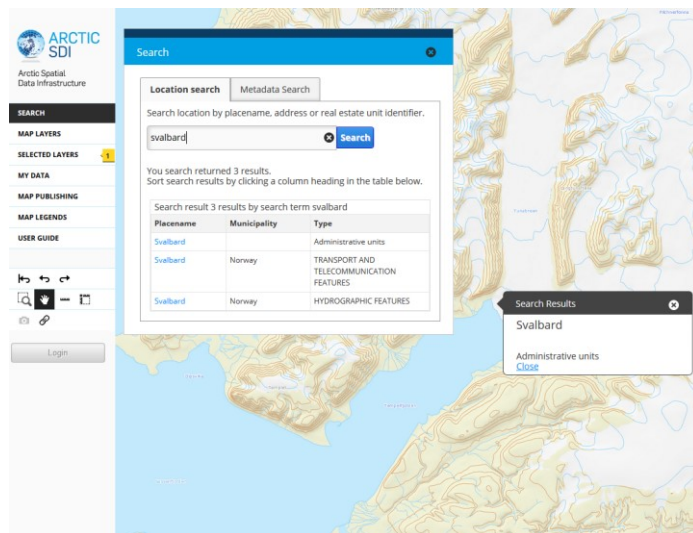 ARCTIC
SDI
Arctic Spatial
Data Infrastructure
SEARCH
MAP LAYERS
SELECTED LAYERS
1
MY DATA
MAP PUBLISHING
MAP LEGENDS
USER GUIDE
Login
Search
Location search
Metadata Search
Search location by placename, address or real estate unit identifier.
svalbard
Search
You search returned 3 results.
Sort search results by clicking a column heading in the table below.
Search result 3 results by search term svalbard
Placename Municipality Type
Svalbard Administrative units
Svalbard Norway TRANSPORT AND
TELECOMMUNICATION
FEATURES
Svalbard Norway HYDROGRAPHIC FEATURES
Search Results
Svalbard
Administrative units
Close